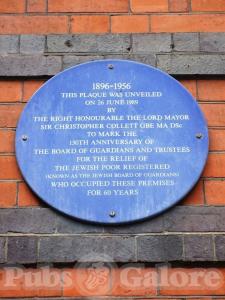 1896-1956
THIS PLAQUE WAS UNVEILED
ON 26 JUNE 1989
BY
THE RIGHT HONOURABLE THE LORD MAYOR
SIR CHRISTOPHER COLLETT GBE MA DSc
TO MARK THE
130TH ANNIVERSARY OF
THE BOARD OF GUARDIANS AND TRUSTEES
FOR THE RELIEF OF
THE JEWISH POOR REGISTERED
(KNOWN AS THE JEWISH BOARD OF GUARDIANS)
WHO OCCUPIED THESE PREMISES
FOR 60 YEARS
Pubs Galore